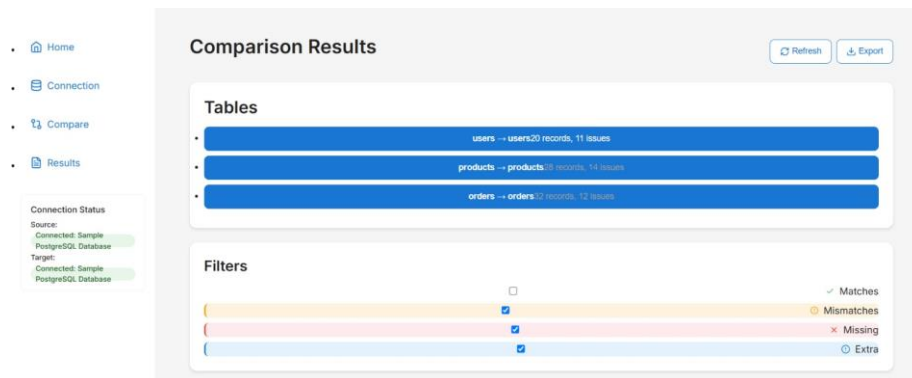 Home
Connection
Compare
Results
Connection Status
Source:
Connected: Sample
PostgreSQL Database
Target:
Connected: Sample
PostgreSQL Database
Comparison Results
Refresh
Export
Tables
users → users20 records, 11 issues
products → products28 records, 14 issues
orders → orders32 records, 12 issues
Filters
Matches
Mismatches
Missing
Extra